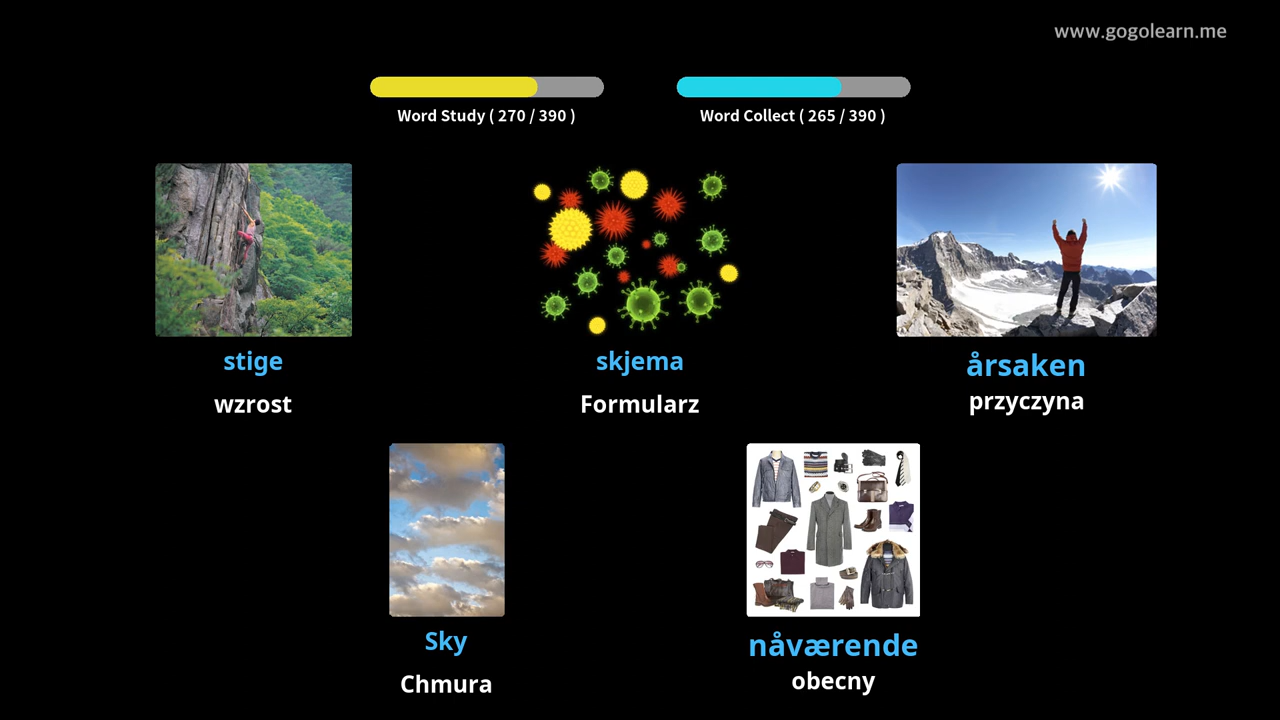 www.gogolearn.me
Word Study ( 270 / 390 )
Word Collect ( 265 / 390 )
stige
wzrost
skjema
Formularz
årsaken
przyczyna
Sky
Chmura
nåværende
obecny